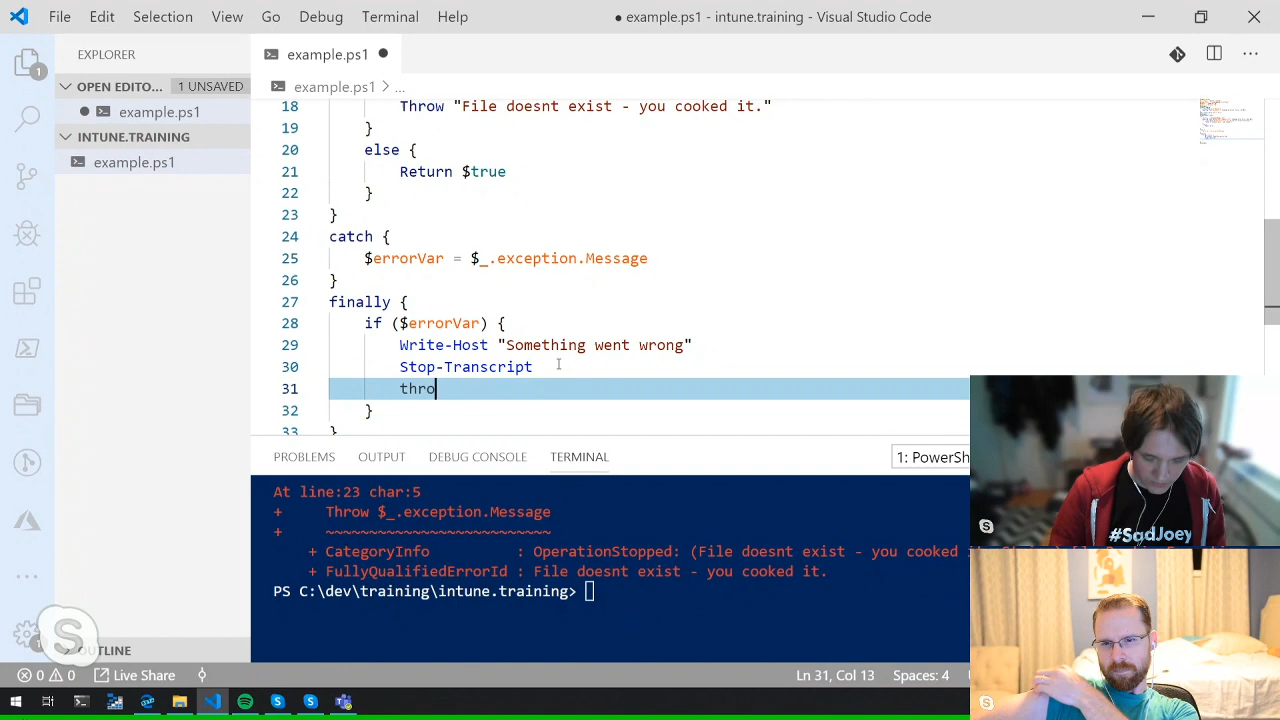 File Edit Selection View Go Run Terminal Help
● example.ps1 - intune.training - Visual Studio Code
EXPLORER
example.ps1
OPEN EDITO... 1 UNSAVED
example.ps1 > ...
example.ps1
INTUNE.TRAINING
example.ps1
1
18 Throw "File doesnt exist - you cooked it."
19 }
20 else {
21 Return $true
22 }
23 }
24 catch {
25 $errorVar = $_.exception.Message
26 }
27 finally {
28 if ($errorVar) {
29 Write-Host "Something went wrong"
30 Stop-Transcript
31 thro
32 }
33 }
PROBLEMS OUTPUT DEBUG CONSOLE TERMINAL
1: PowerSh
At line:23 char:5
+ Throw $_.exception.Message
+ ~~~~~~~~~~~~~~~~~~~~~~~~~~
+ CategoryInfo : OperationStopped: (File doesnt exist - you cooked
+ FullyQualifiedErrorId : File doesnt exist - you cooked it.
PS C:\dev\training\intune.training>
#SadJoey
OUTLINE
1
0 0 Live Share
Ln 31, Col 13 Spaces: 4